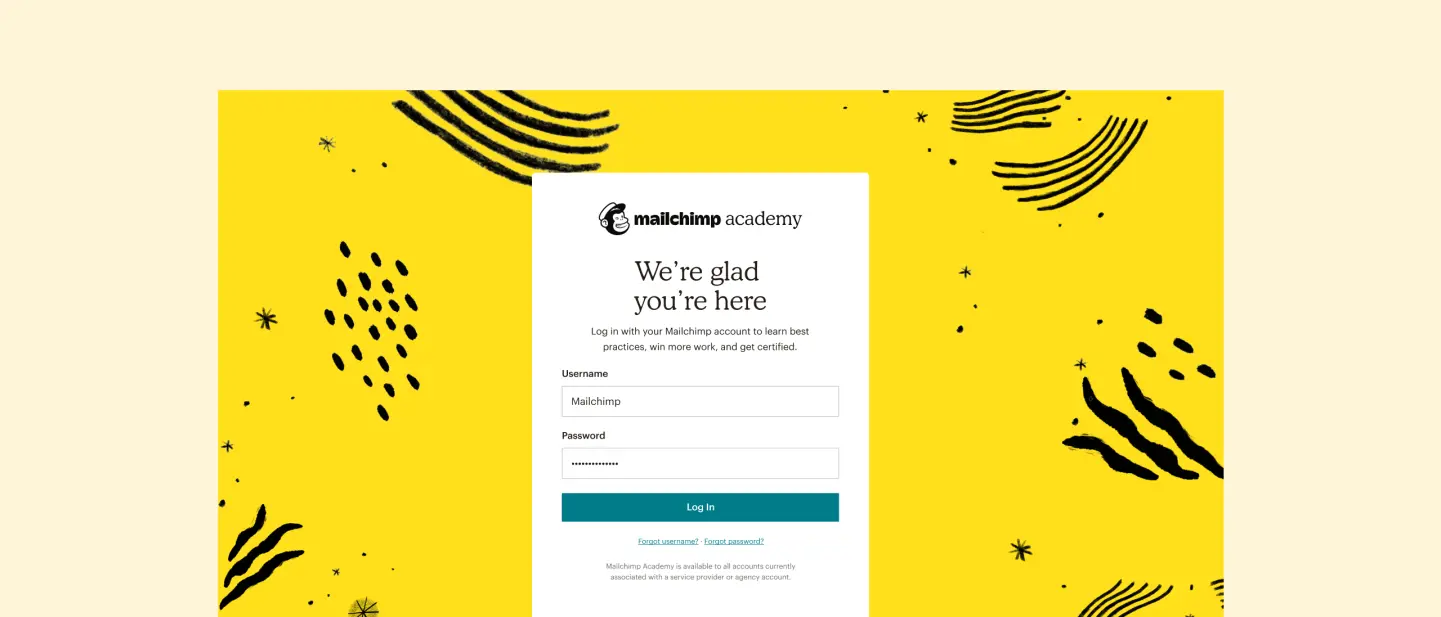 mailchimp academy
We’re glad
you’re here
Log in with your Mailchimp account to learn best
practices, win more work, and get certified.
Username
Mailchimp
Password
••••••••••••••
Log In
Forgot username? · Forgot password?
Mailchimp Academy is available to all accounts currently
associated with a service provider or agency account.